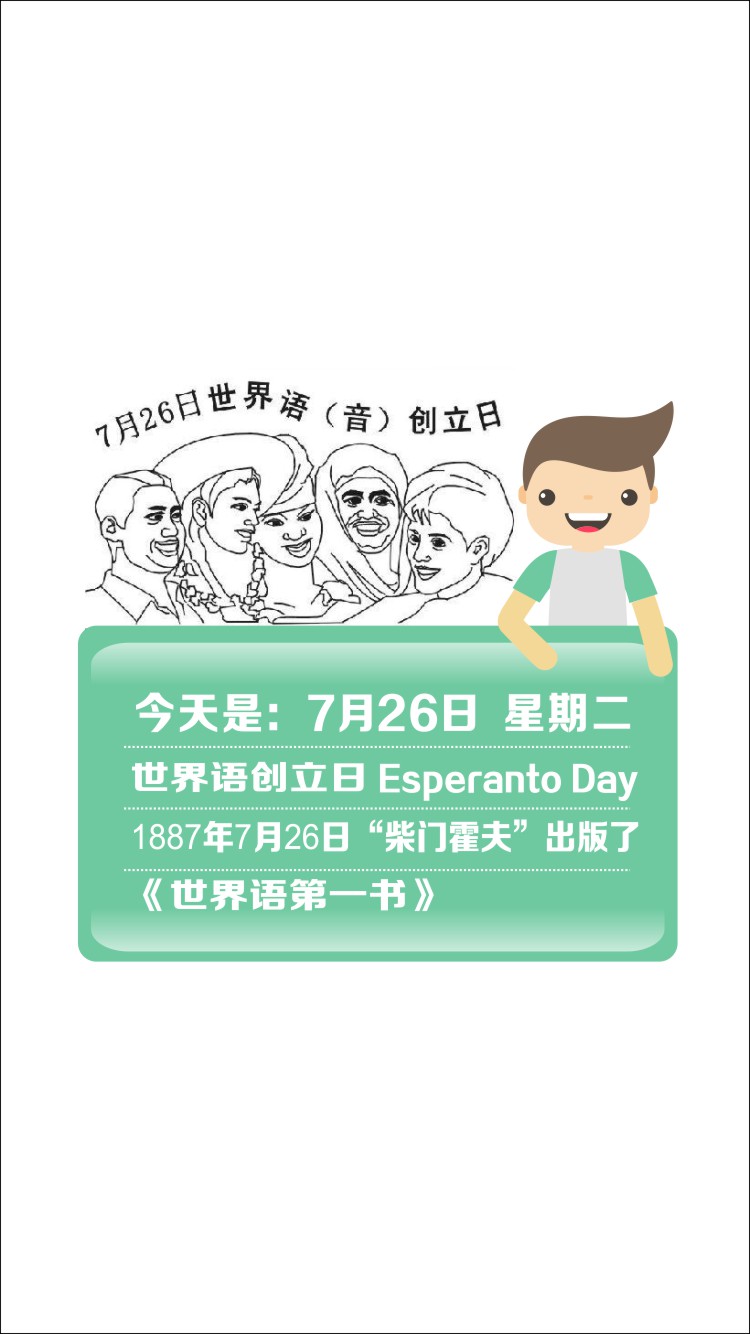 7月26日世界语（音）创立日
今天是：7月26日 星期二
世界语创立日 Esperanto Day
1887年7月26日“柴门霍夫”出版了
《世界语第一书》